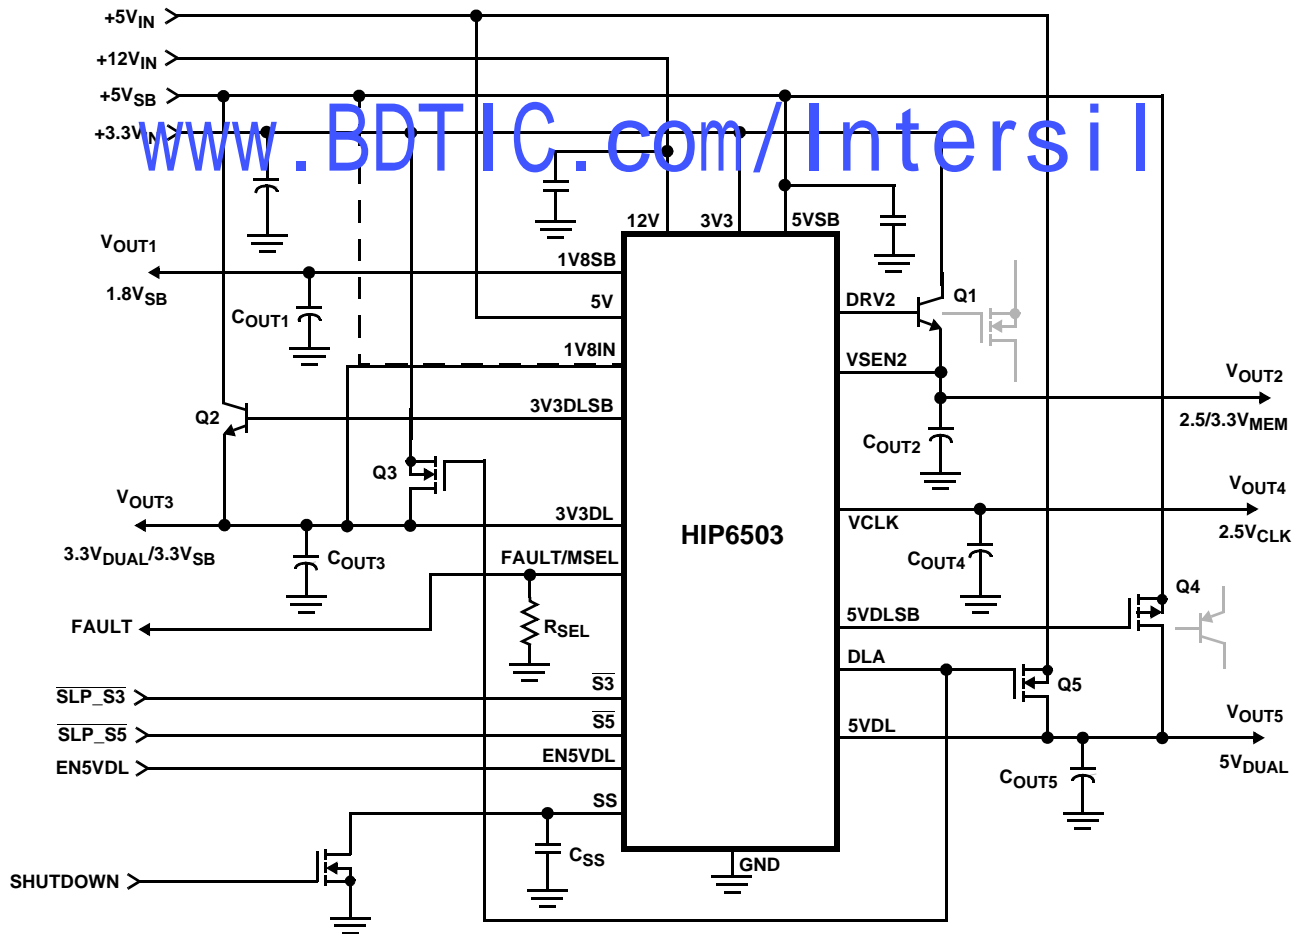 +5VIN
+12VIN
+5VSB
+3.3VIN
www.BDTIC.com/Intersil
12V
3V3
5VSB
VOUT1
1.8VSB
COUT1
1V8SB
5V
1V8IN
DRV2
Q1
VSEN2
VOUT2
2.5/3.3VMEM
COUT2
Q2
3V3DLSB
Q3
VOUT3
3.3VDUAL/3.3VSB
COUT3
3V3DL
HIP6503
VCLK
VOUT4
2.5VCLK
COUT4
FAULT/MSEL
FAULT
RSEL
5VDLSB
Q4
DLA
Q5
SLP_S3
S3
SLP_S5
S5
5VDL
VOUT5
5VDUAL
COUT5
EN5VDL
EN5VDL
SS
CSS
GND
SHUTDOWN